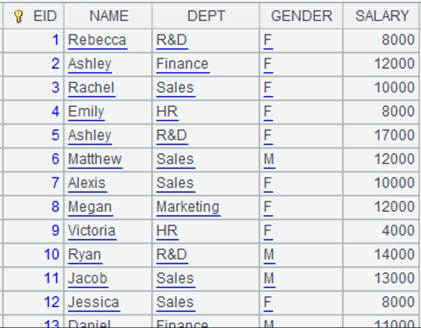 EID NAME DEPT GENDER SALARY
1 Rebecca R&D F 8000
2 Ashley Finance F 12000
3 Rachel Sales F 10000
4 Emily HR F 8000
5 Ashley R&D F 17000
6 Matthew Sales M 12000
7 Alexis Sales F 10000
8 Megan Marketing F 12000
9 Victoria HR F 4000
10 Ryan R&D M 14000
11 Jacob Sales M 13000
12 Jessica Sales F 8000
13 Daniel Finance M 11000